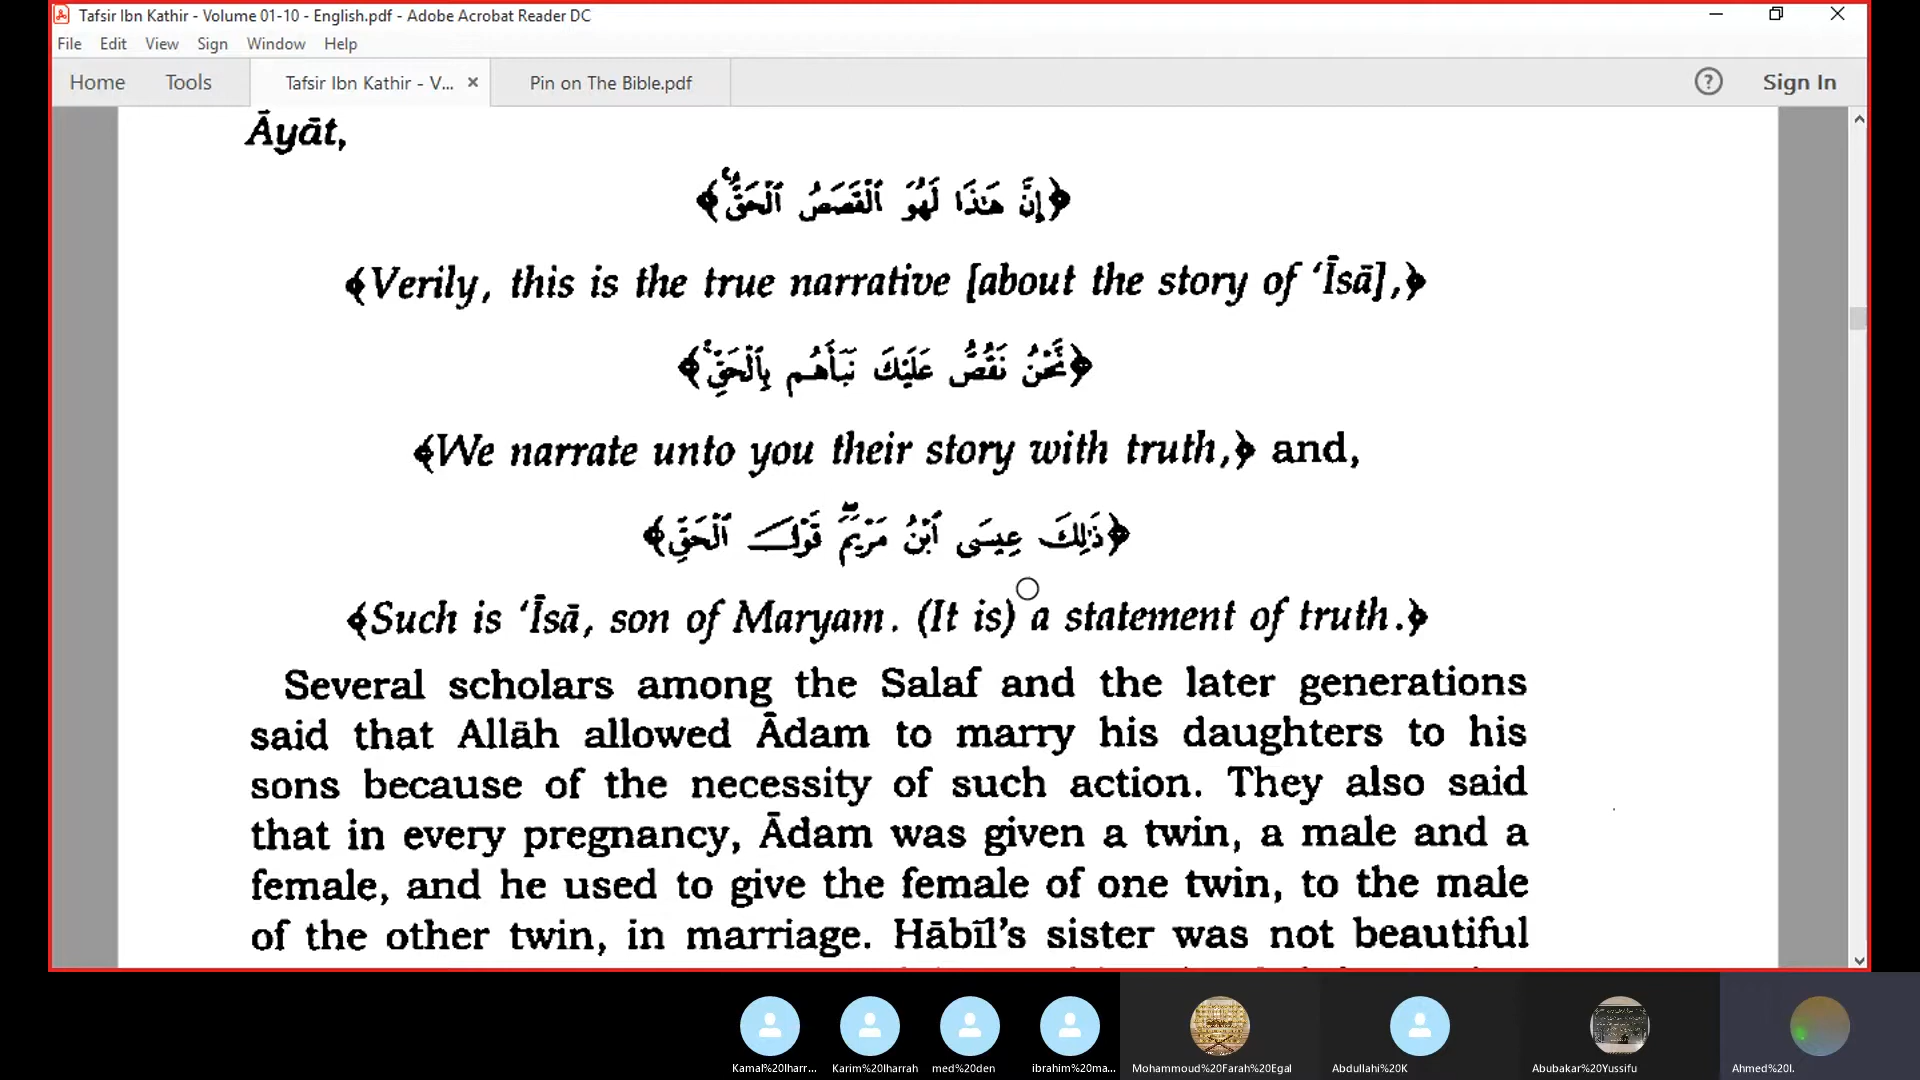 Tafsir Ibn Kathir - Volume 01-10 - English.pdf - Adobe Acrobat Reader DC
File Edit View Sign Window Help
Home Tools Tafsir Ibn Kathir - V... × Pin on The Bible.pdf ? Sign In
Āyāt,
﴿إِنَّ هَٰذَا لَهُوَ ٱلْقَصَصُ ٱلْحَقُّ ۚ﴾
﴾Verily, this is the true narrative [about the story of ‘Īsā],﴿
﴿نَّحْنُ نَقُصُّ عَلَيْكَ نَبَأَهُم بِٱلْحَقِّ ۚ﴾
﴾We narrate unto you their story with truth,﴿ and,
﴿ذَٰلِكَ عِيسَى ٱبْنُ مَرْيَمَ ۖ قَوْلَ ٱلْحَقِّ﴾
﴾Such is ‘Īsā, son of Maryam. (It is) a statement of truth.﴿
Several scholars among the Salaf and the later generations
said that Allāh allowed Ādam to marry his daughters to his
sons because of the necessity of such action. They also said
that in every pregnancy, Ādam was given a twin, a male and a
female, and he used to give the female of one twin, to the male
of the other twin, in marriage. Hābīl’s sister was not beautiful
Kamal%20Iharr... Karim%20Iharrah med%20den ibrahim%20ma... Mohammoud%20Farah%20Egal Abdullahi%20K Abubakar%20Yussifu Ahmed%20I.